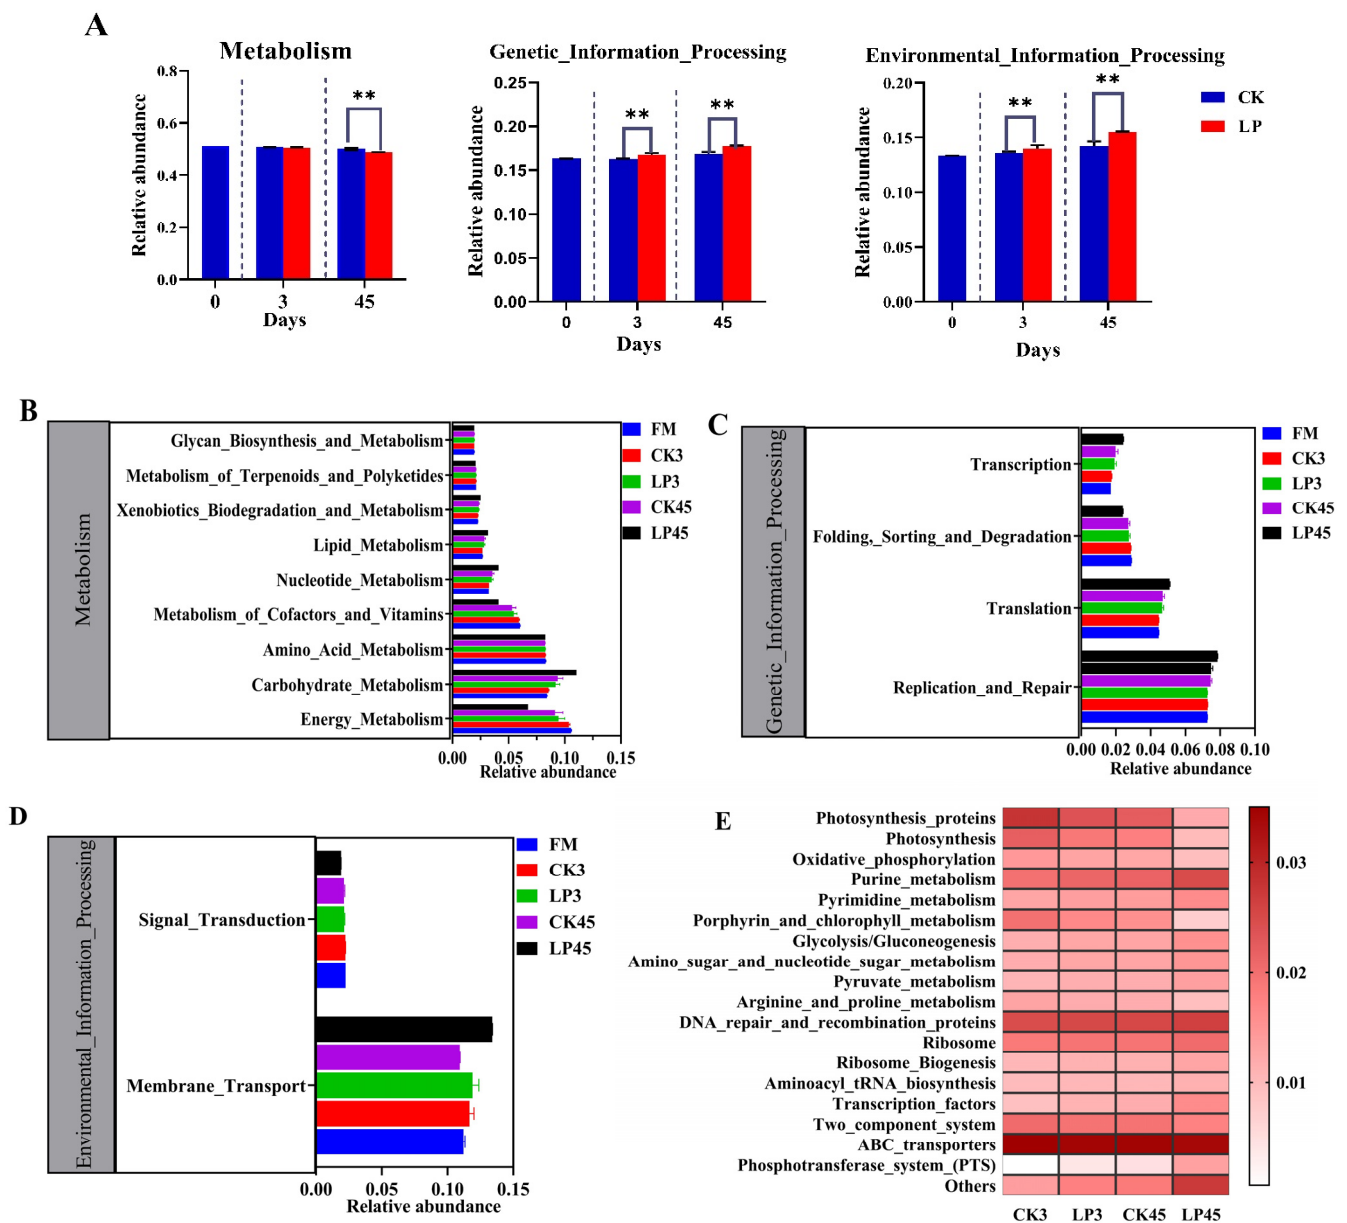 A
Metabolism
Relative abundance
0.8
0.6
0.4
0.2
0.0
**
0 3 45
Days
Genetic_Information_Processing
Relative abundance
0.25
0.20
0.15
0.10
0.05
0.00
** **
0 3 45
Days
Environmental_Information_Processing
Relative abundance
0.20
0.15
0.10
0.05
0.00
** **
0 3 45
Days
CK
LP
B
Metabolism
Glycan_Biosynthesis_and_Metabolism
Metabolism_of_Terpenoids_and_Polyketides
Xenobiotics_Biodegradation_and_Metabolism
Lipid_Metabolism
Nucleotide_Metabolism
Metabolism_of_Cofactors_and_Vitamins
Amino_Acid_Metabolism
Carbohydrate_Metabolism
Energy_Metabolism
0.00 0.05 0.10 0.15
Relative abundance
FM
CK3
LP3
CK45
LP45
C
Genetic_Information_Processing
Transcription
Folding,_Sorting_and_Degradation
Translation
Replication_and_Repair
0.00 0.02 0.04 0.06 0.08 0.10
Relative abundance
FM
CK3
LP3
CK45
LP45
D
Environmental_Information_Processing
Signal_Transduction
Membrane_Transport
0.00 0.05 0.10 0.15
Relative abundance
FM
CK3
LP3
CK45
LP45
E
Photosynthesis_proteins
Photosynthesis
Oxidative_phosphorylation
Purine_metabolism
Pyrimidine_metabolism
Porphyrin_and_chlorophyll_metabolism
Glycolysis/Gluconeogenesis
Amino_sugar_and_nucleotide_sugar_metabolism
Pyruvate_metabolism
Arginine_and_proline_metabolism
DNA_repair_and_recombination_proteins
Ribosome
Ribosome_Biogenesis
Aminoacyl_tRNA_biosynthesis
Transcription_factors
Two_component_system
ABC_transporters
Phosphotransferase_system_(PTS)
Others
CK3 LP3 CK45 LP45
0.03
0.02
0.01